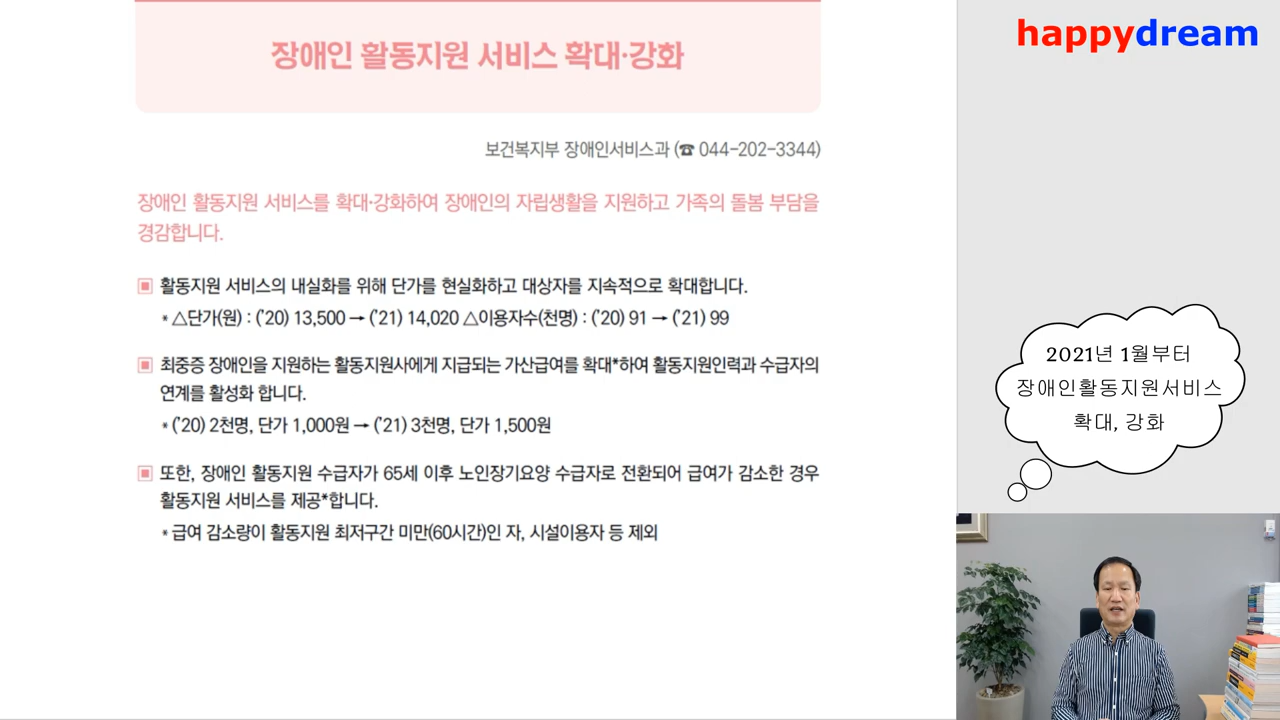 장애인 활동지원 서비스 확대·강화
보건복지부 장애인서비스과 (☎ 044-202-3344)
장애인 활동지원 서비스를 확대·강화하여 장애인의 자립생활을 지원하고 가족의 돌봄 부담을
경감합니다.
▣ 활동지원 서비스의 내실화를 위해 단가를 현실화하고 대상자를 지속적으로 확대합니다.
* △단가(원) : ('20) 13,500 → ('21) 14,020 △이용자수(천명) : ('20) 91 → ('21) 99
▣ 최중증 장애인을 지원하는 활동지원사에게 지급되는 가산급여를 확대*하여 활동지원인력과 수급자의
연계를 활성화 합니다.
* ('20) 2천명, 단가 1,000원 → ('21) 3천명, 단가 1,500원
▣ 또한, 장애인 활동지원 수급자가 65세 이후 노인장기요양 수급자로 전환되어 급여가 감소한 경우
활동지원 서비스를 제공*합니다.
* 급여 감소량이 활동지원 최저구간 미만(60시간)인 자, 시설이용자 등 제외
happydream
2021년 1월부터
장애인활동지원서비스
확대, 강화